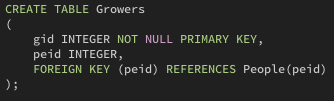 CREATE TABLE Growers
(
    gid INTEGER NOT NULL PRIMARY KEY,
    peid INTEGER,
    FOREIGN KEY (peid) REFERENCES People(peid)
);